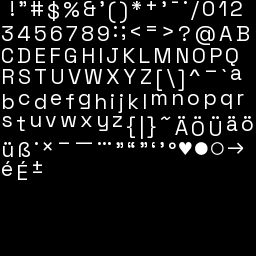 !"#$%&'()*+,-./012
3456789:;<=>?@AB
CDEFGHIJKLMNOPQ
RSTUVWXYZ[\]^_`a
bcdefghijklmnopqr
stuvwxyz{|}~ÄÖÜäö
üß·×–—…”“”“’°♥●○→
éÉ±